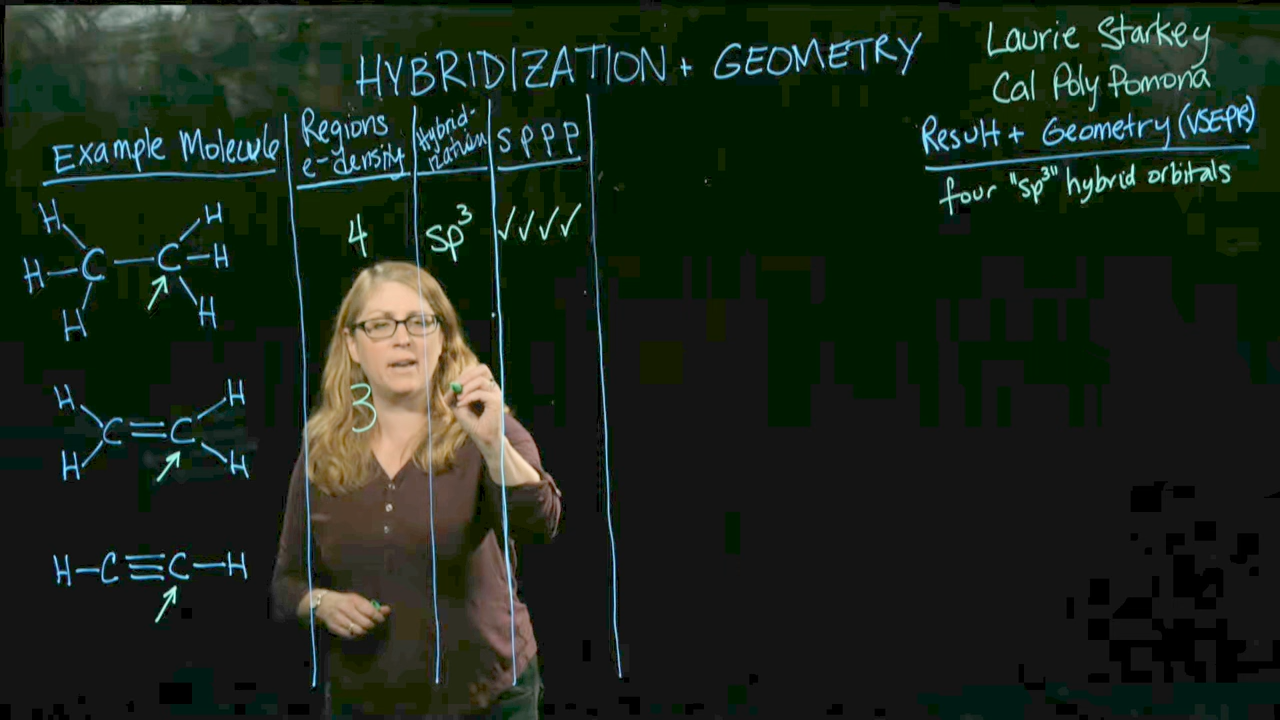 HYBRIDIZATION + GEOMETRY
Laurie Starkey
Cal Poly Pomona
Example Molecule
Regions
e-density
Hybrid-
ization
S P P P
Result + Geometry (VSEPR)
four "sp³" hybrid orbitals
H H
H—C—C—H
H H
4 sp³ ✓✓✓✓
H H
C=C
H H
3
H—C≡C—H